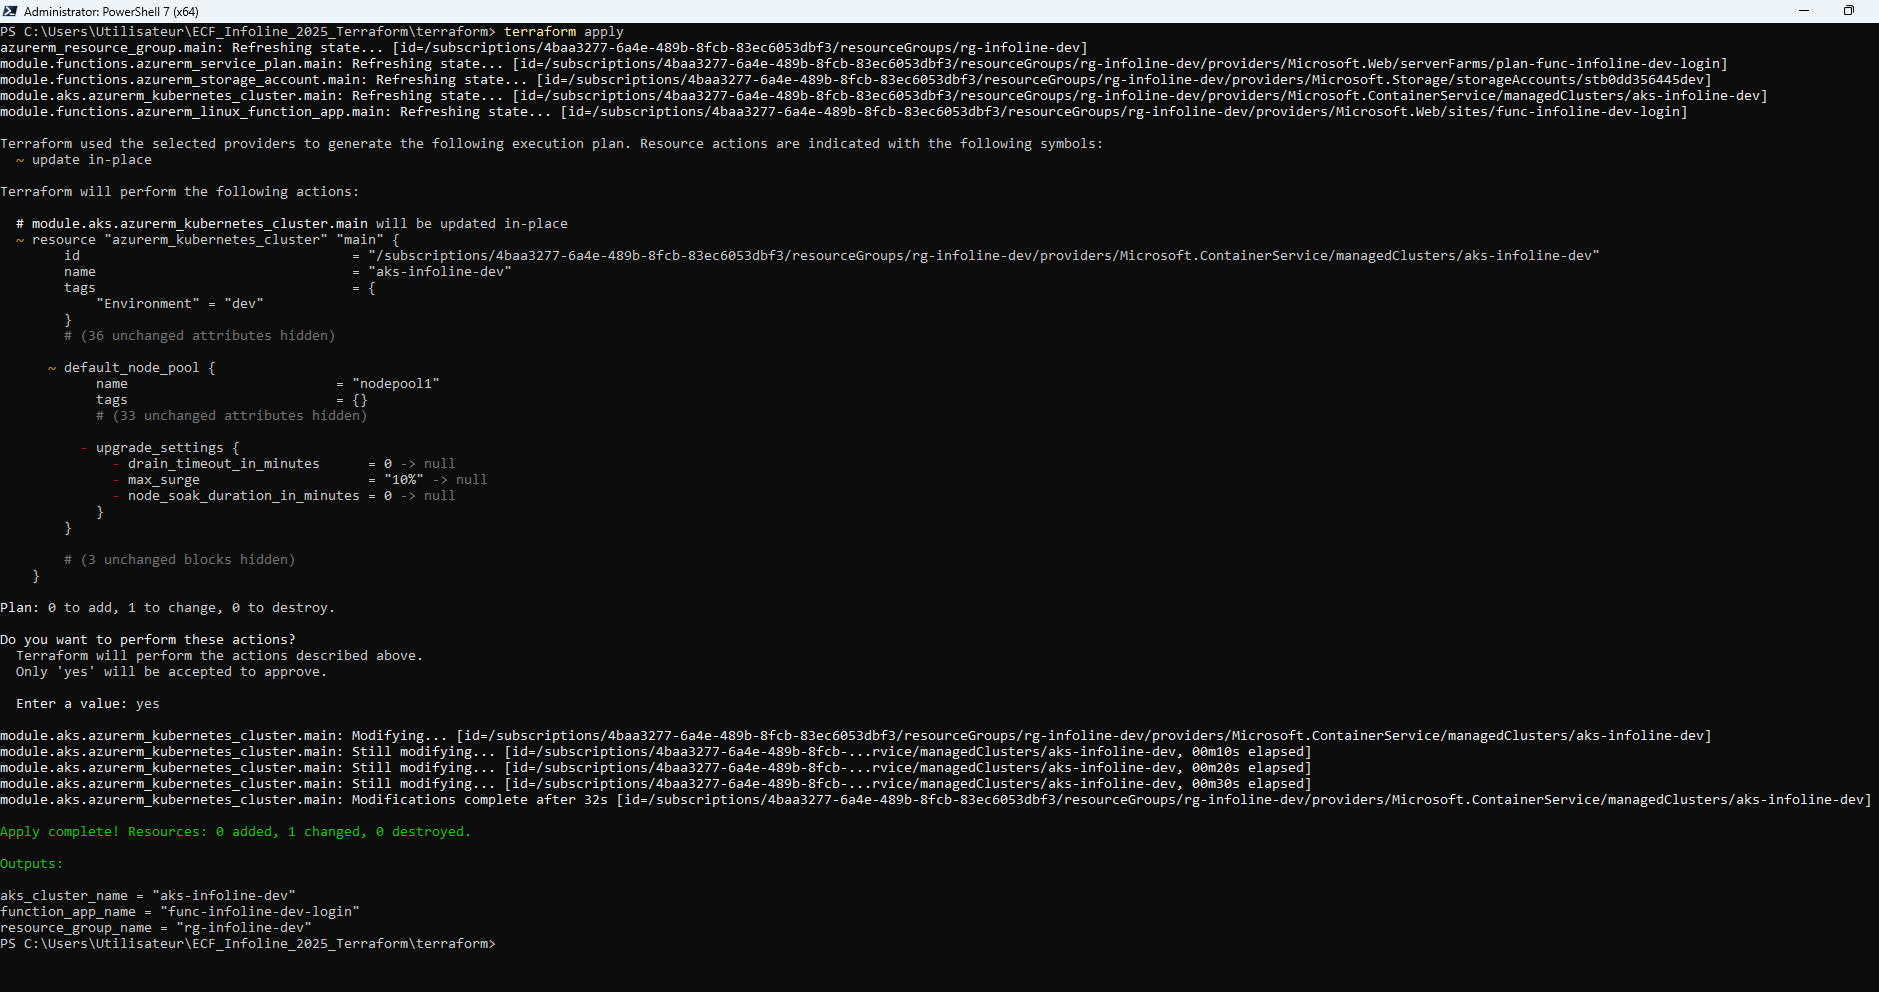 Administrator: PowerShell 7 (x64)
PS C:\Users\Utilisateur\ECF_Infoline_2025_Terraform\terraform> terraform apply
azurerm_resource_group.main: Refreshing state... [id=/subscriptions/4baa3277-6a4e-489b-8fcb-83ec6053dbf3/resourceGroups/rg-infoline-dev]
module.functions.azurerm_service_plan.main: Refreshing state... [id=/subscriptions/4baa3277-6a4e-489b-8fcb-83ec6053dbf3/resourceGroups/rg-infoline-dev/providers/Microsoft.Web/serverFarms/plan-func-infoline-dev-login]
module.functions.azurerm_storage_account.main: Refreshing state... [id=/subscriptions/4baa3277-6a4e-489b-8fcb-83ec6053dbf3/resourceGroups/rg-infoline-dev/providers/Microsoft.Storage/storageAccounts/stb0dd356445dev]
module.aks.azurerm_kubernetes_cluster.main: Refreshing state... [id=/subscriptions/4baa3277-6a4e-489b-8fcb-83ec6053dbf3/resourceGroups/rg-infoline-dev/providers/Microsoft.ContainerService/managedClusters/aks-infoline-dev]
module.functions.azurerm_linux_function_app.main: Refreshing state... [id=/subscriptions/4baa3277-6a4e-489b-8fcb-83ec6053dbf3/resourceGroups/rg-infoline-dev/providers/Microsoft.Web/sites/func-infoline-dev-login]
Terraform used the selected providers to generate the following execution plan. Resource actions are indicated with the following symbols:
~ update in-place
Terraform will perform the following actions:
# module.aks.azurerm_kubernetes_cluster.main will be updated in-place
~ resource "azurerm_kubernetes_cluster" "main" {
id = "/subscriptions/4baa3277-6a4e-489b-8fcb-83ec6053dbf3/resourceGroups/rg-infoline-dev/providers/Microsoft.ContainerService/managedClusters/aks-infoline-dev"
name = "aks-infoline-dev"
tags = {
"Environment" = "dev"
}
# (36 unchanged attributes hidden)
~ default_node_pool {
name = "nodepool1"
tags = {}
# (33 unchanged attributes hidden)
- upgrade_settings {
- drain_timeout_in_minutes = 0 -> null
- max_surge = "10%" -> null
- node_soak_duration_in_minutes = 0 -> null
}
}
# (3 unchanged blocks hidden)
}
Plan: 0 to add, 1 to change, 0 to destroy.
Do you want to perform these actions?
Terraform will perform the actions described above.
Only 'yes' will be accepted to approve.
Enter a value: yes
module.aks.azurerm_kubernetes_cluster.main: Modifying... [id=/subscriptions/4baa3277-6a4e-489b-8fcb-83ec6053dbf3/resourceGroups/rg-infoline-dev/providers/Microsoft.ContainerService/managedClusters/aks-infoline-dev]
module.aks.azurerm_kubernetes_cluster.main: Still modifying... [id=/subscriptions/4baa3277-6a4e-489b-8fcb-...rvice/managedClusters/aks-infoline-dev, 00m10s elapsed]
module.aks.azurerm_kubernetes_cluster.main: Still modifying... [id=/subscriptions/4baa3277-6a4e-489b-8fcb-...rvice/managedClusters/aks-infoline-dev, 00m20s elapsed]
module.aks.azurerm_kubernetes_cluster.main: Still modifying... [id=/subscriptions/4baa3277-6a4e-489b-8fcb-...rvice/managedClusters/aks-infoline-dev, 00m30s elapsed]
module.aks.azurerm_kubernetes_cluster.main: Modifications complete after 32s [id=/subscriptions/4baa3277-6a4e-489b-8fcb-83ec6053dbf3/resourceGroups/rg-infoline-dev/providers/Microsoft.ContainerService/managedClusters/aks-infoline-dev]
Apply complete! Resources: 0 added, 1 changed, 0 destroyed.
Outputs:
aks_cluster_name = "aks-infoline-dev"
function_app_name = "func-infoline-dev-login"
resource_group_name = "rg-infoline-dev"
PS C:\Users\Utilisateur\ECF_Infoline_2025_Terraform\terraform>